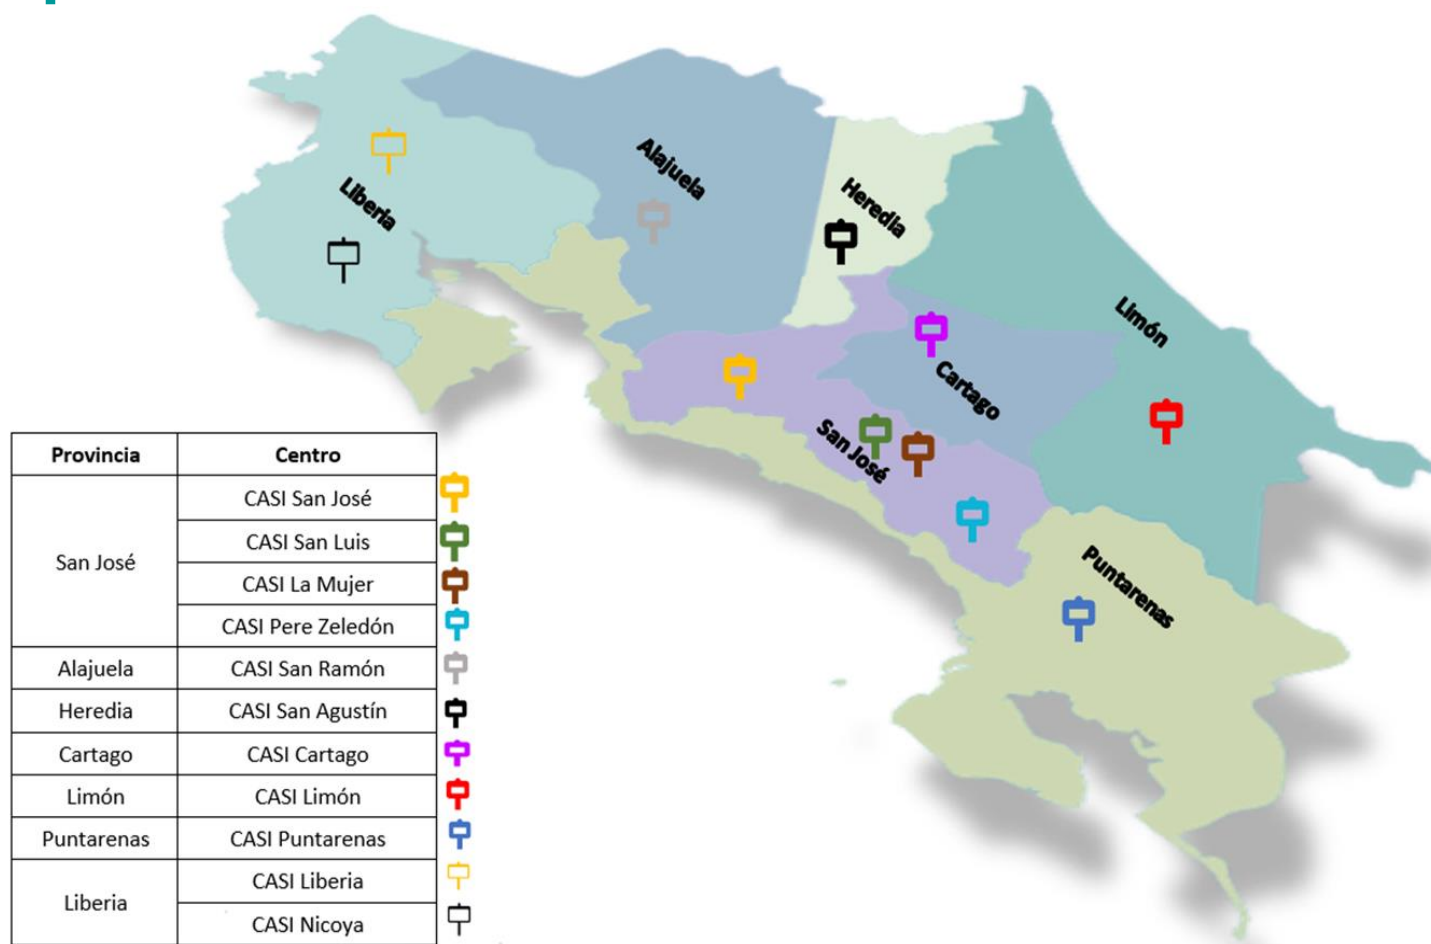 Liberia
Alajuela
Heredia
Limón
Cartago
San José
Puntarenas
Provincia Centro
San José
CASI San José
CASI San Luis
CASI La Mujer
CASI Pere Zeledón
Alajuela CASI San Ramón
Heredia CASI San Agustín
Cartago CASI Cartago
Limón CASI Limón
Puntarenas CASI Puntarenas
Liberia
CASI Liberia
CASI Nicoya